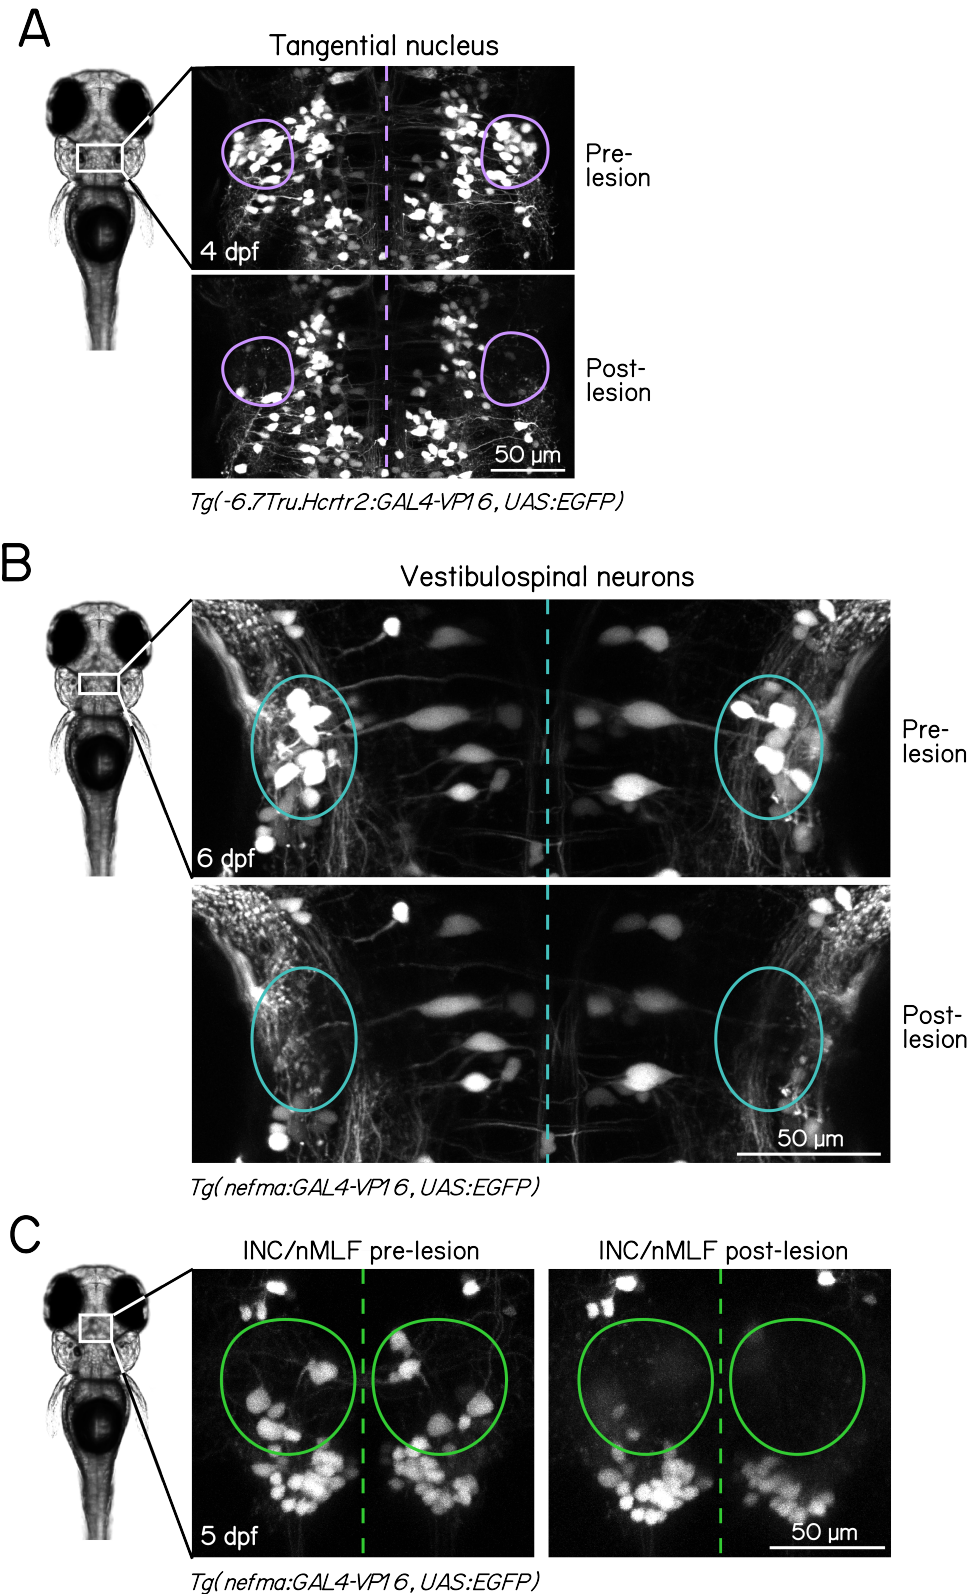 A
Tangential nucleus
Pre-
lesion
4 dpf
Post-
lesion
50 µm
Tg(-6.7Tru.Hcrtr2:GAL4-VP16, UAS:EGFP)
B
Vestibulospinal neurons
Pre-
lesion
6 dpf
Post-
lesion
50 µm
Tg(nefma:GAL4-VP16, UAS:EGFP)
C
INC/nMLF pre-lesion
INC/nMLF post-lesion
5 dpf
50 µm
Tg(nefma:GAL4-VP16, UAS:EGFP)